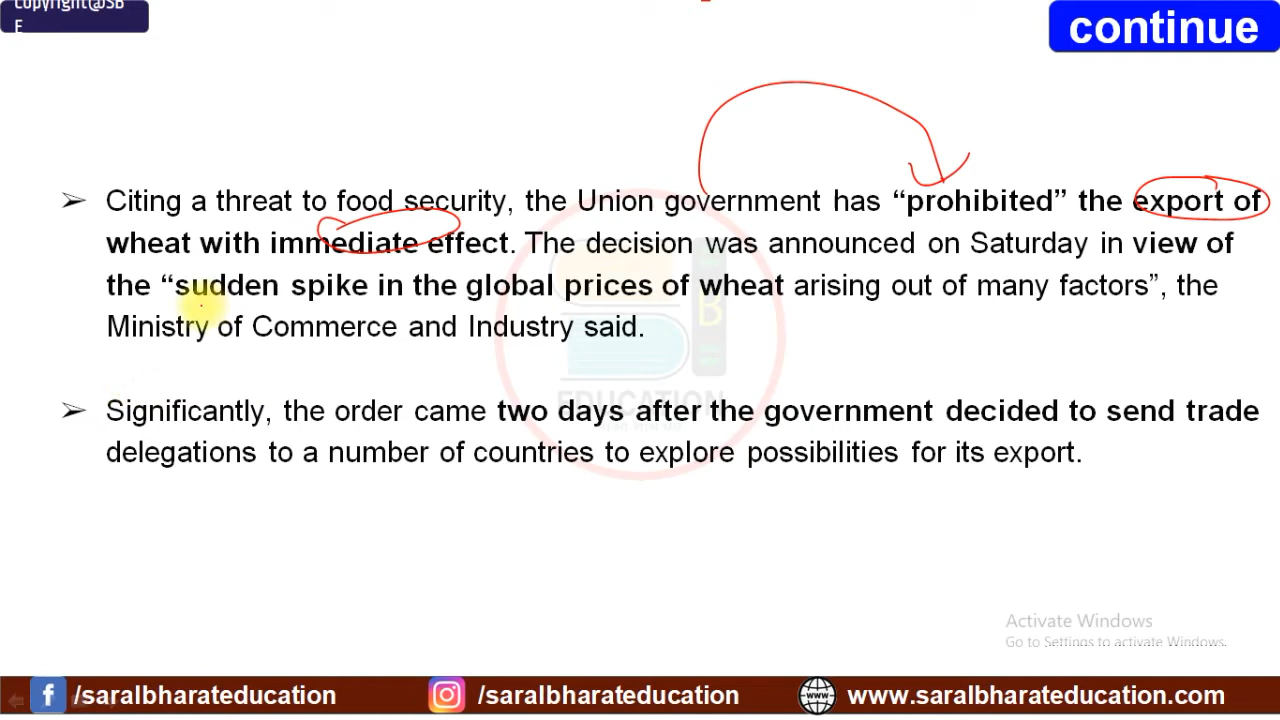 Copyright@SB
E
continue
➢ Citing a threat to food security, the Union government has “prohibited” the export of
wheat with immediate effect. The decision was announced on Saturday in view of
the “sudden spike in the global prices of wheat arising out of many factors”, the
Ministry of Commerce and Industry said.
➢ Significantly, the order came two days after the government decided to send trade
delegations to a number of countries to explore possibilities for its export.
EDUCATION
Activate Windows
Go to Settings to activate Windows.
/saralbharateducation
/saralbharateducation
www.saralbharateducation.com